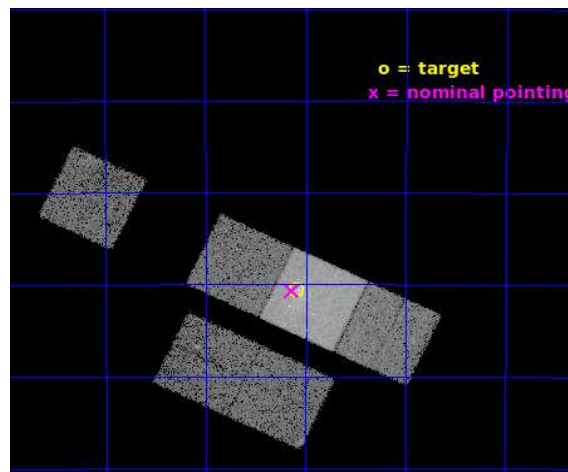 o = target
x = nominal pointing